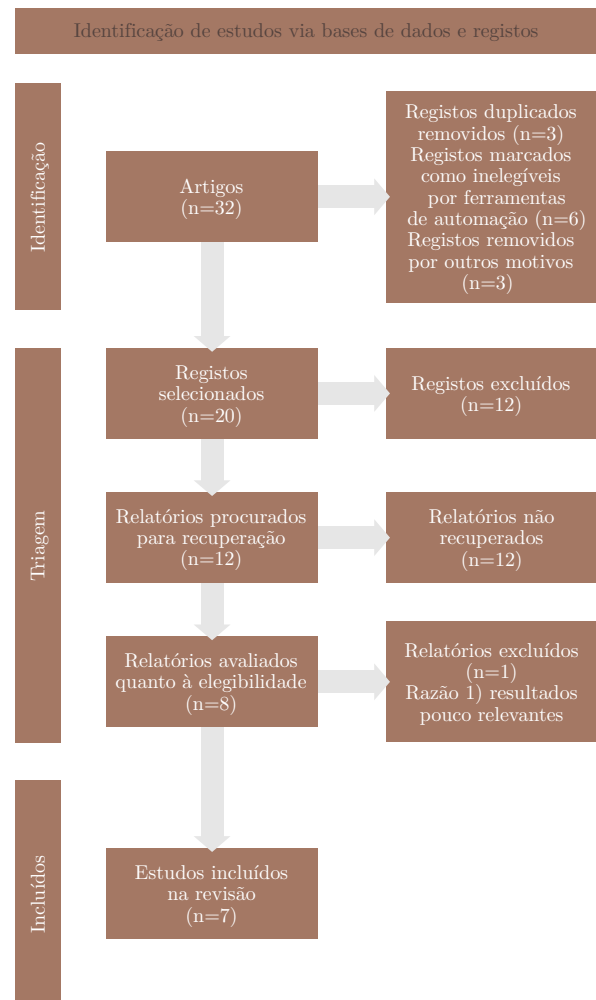 Identificação de estudos via bases de dados e registos
Identificação
Artigos
(n=32)
Registos duplicados
removidos (n=3)
Registos marcados
como inelegíveis
por ferramentas
de automação (n=6)
Registos removidos
por outros motivos
(n=3)
Triagem
Registos
selecionados
(n=20)
Registos excluídos
(n=12)
Relatórios procurados
para recuperação
(n=12)
Relatórios não
recuperados
(n=12)
Relatórios avaliados
quanto à elegibilidade
(n=8)
Relatórios excluídos
(n=1)
Razão 1) resultados
pouco relevantes
Incluídos
Estudos incluídos
na revisão
(n=7)